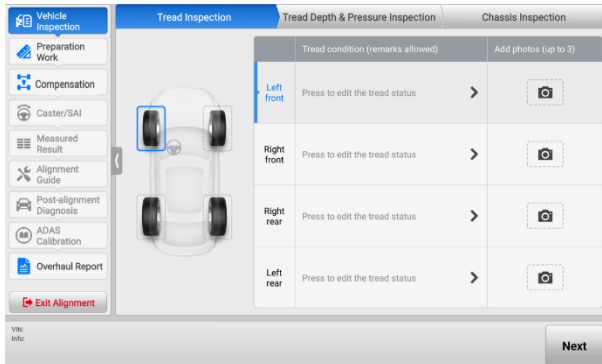 Vehicle
Inspection
Preparation
Work
Compensation
Caster/SAI
Measured
Result
Alignment
Guide
Post-alignment
Diagnosis
ADAS
Calibration
Overhaul Report
Exit Alignment
Tread Inspection
Tread Depth & Pressure Inspection
Chassis Inspection
Tread condition (remarks allowed)
Add photos (up to 3)
Left
front
Press to edit the tread status
Right
front
Press to edit the tread status
Right
rear
Press to edit the tread status
Left
rear
Press to edit the tread status
VIN:
Info:
Next